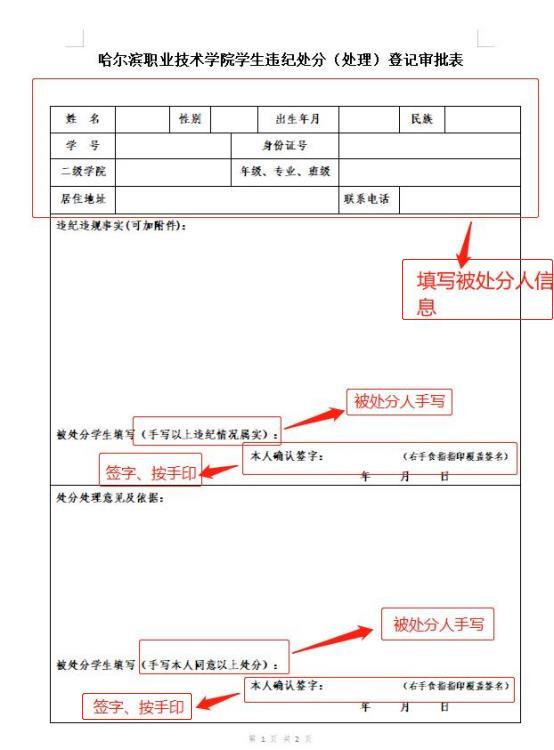 哈尔滨职业技术学院学生违纪处分（处理）登记审批表
姓 名 性别 出生年月 民族
学 号 身份证号
二级学院 年级、专业、班级
居住地址 联系电话
违纪违规事实(可加附件)：
填写被处分人信
息
被处分人手写
被处分学生填写（手写以上违纪情况属实）：
本人确认签字： （右手食指指印覆盖签名）
签字、按手印
年 月 日
处分处理意见及依据：
被处分人手写
被处分学生填写（手写本人同意以上处分）：
本人确认签字： （右手食指指印覆盖签名）
签字、按手印
年 月 日
第 1 页 共 2 页